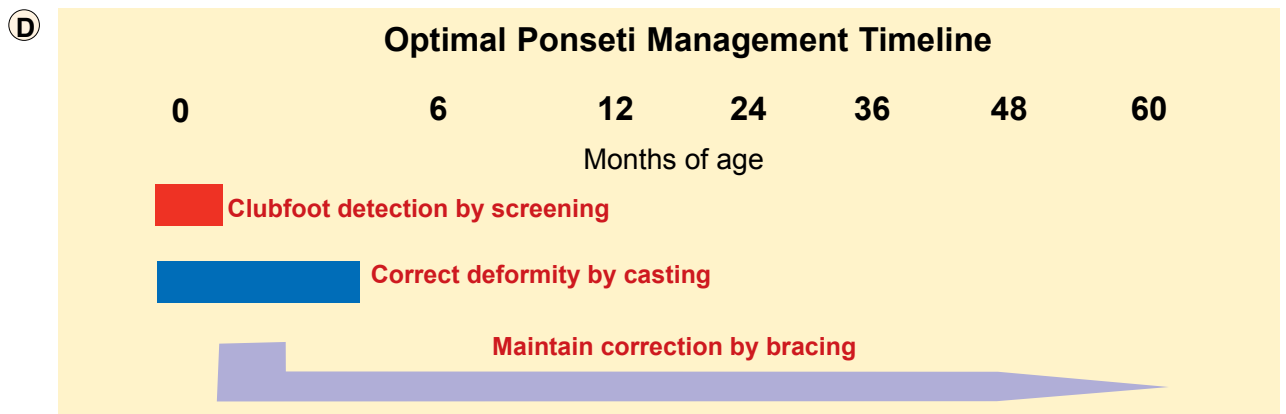 D
Optimal Ponseti Management Timeline
0 6 12 24 36 48 60
Months of age
Clubfoot detection by screening
Correct deformity by casting
Maintain correction by bracing